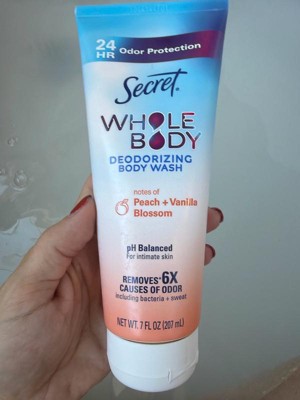 24 HR Odor Protection
Secret
WHOLE
BODY
DEODORIZING
BODY WASH
notes of
Peach + Vanilla
Blossom
pH Balanced
For intimate skin
REMOVES* 6X
CAUSES OF ODOR
including bacteria + sweat
NET WT. 7 FL OZ (207 mL)